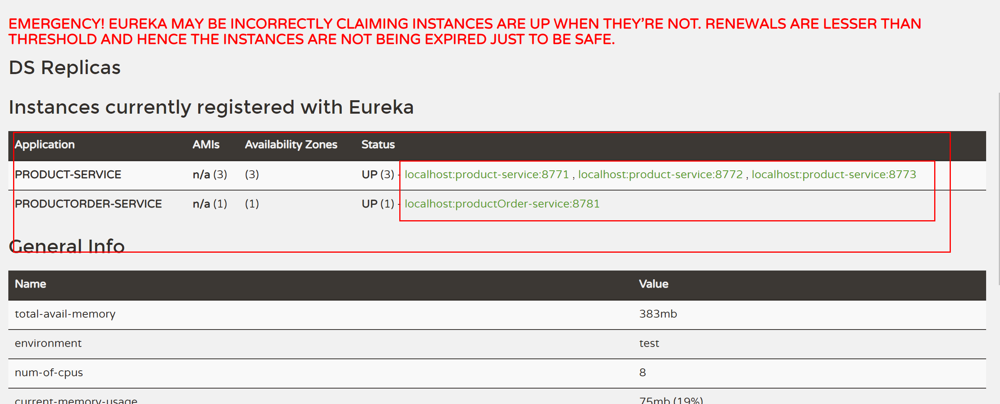 EMERGENCY! EUREKA MAY BE INCORRECTLY CLAIMING INSTANCES ARE UP WHEN THEY'RE NOT. RENEWALS ARE LESSER THAN
THRESHOLD AND HENCE THE INSTANCES ARE NOT BEING EXPIRED JUST TO BE SAFE.
DS Replicas
Instances currently registered with Eureka
Application AMIs Availability Zones Status
PRODUCT-SERVICE n/a (3) (3) UP (3) - localhost:product-service:8771 , localhost:product-service:8772 , localhost:product-service:8773
PRODUCTORDER-SERVICE n/a (1) (1) UP (1) - localhost:productOrder-service:8781
General Info
Name Value
total-avail-memory 383mb
environment test
num-of-cpus 8
current-memory-usage 75mb (19%)